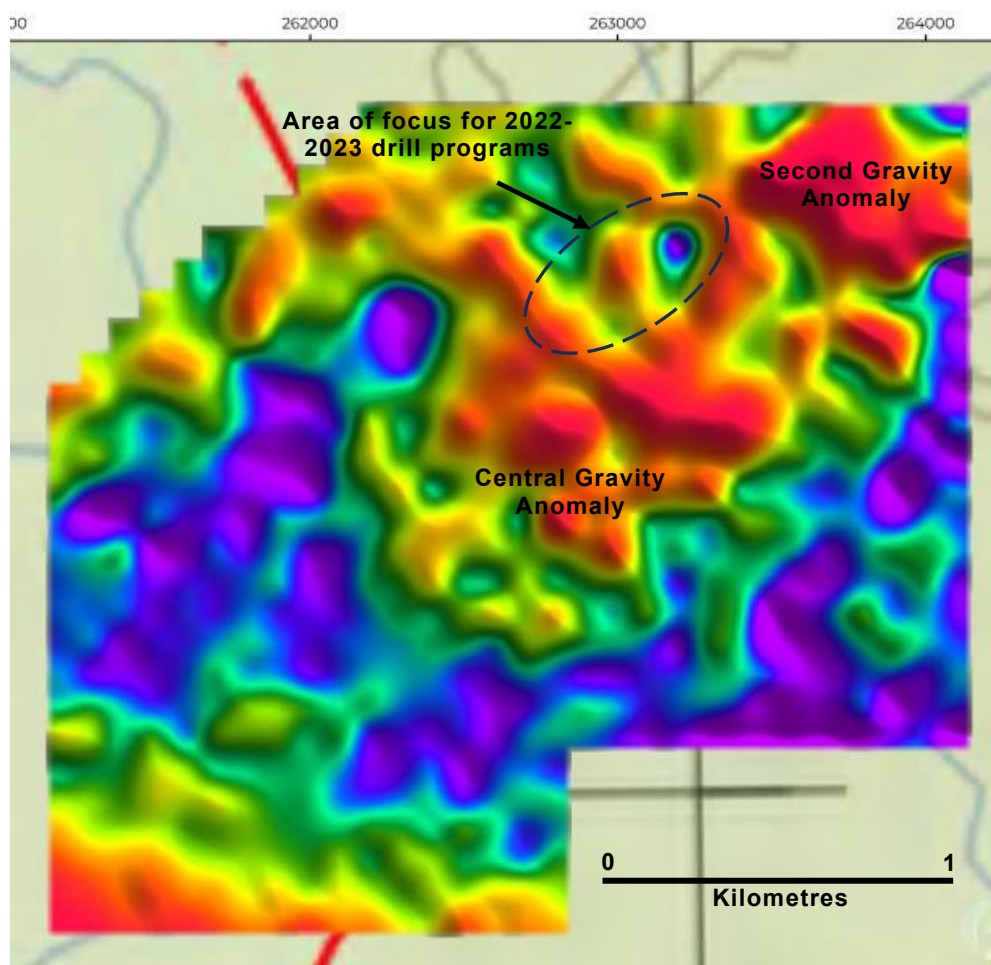 00
262000
263000
264000
Area of focus for 2022-
2023 drill programs
Second Gravity
Anomaly
Central Gravity
Anomaly
0
1
Kilometres